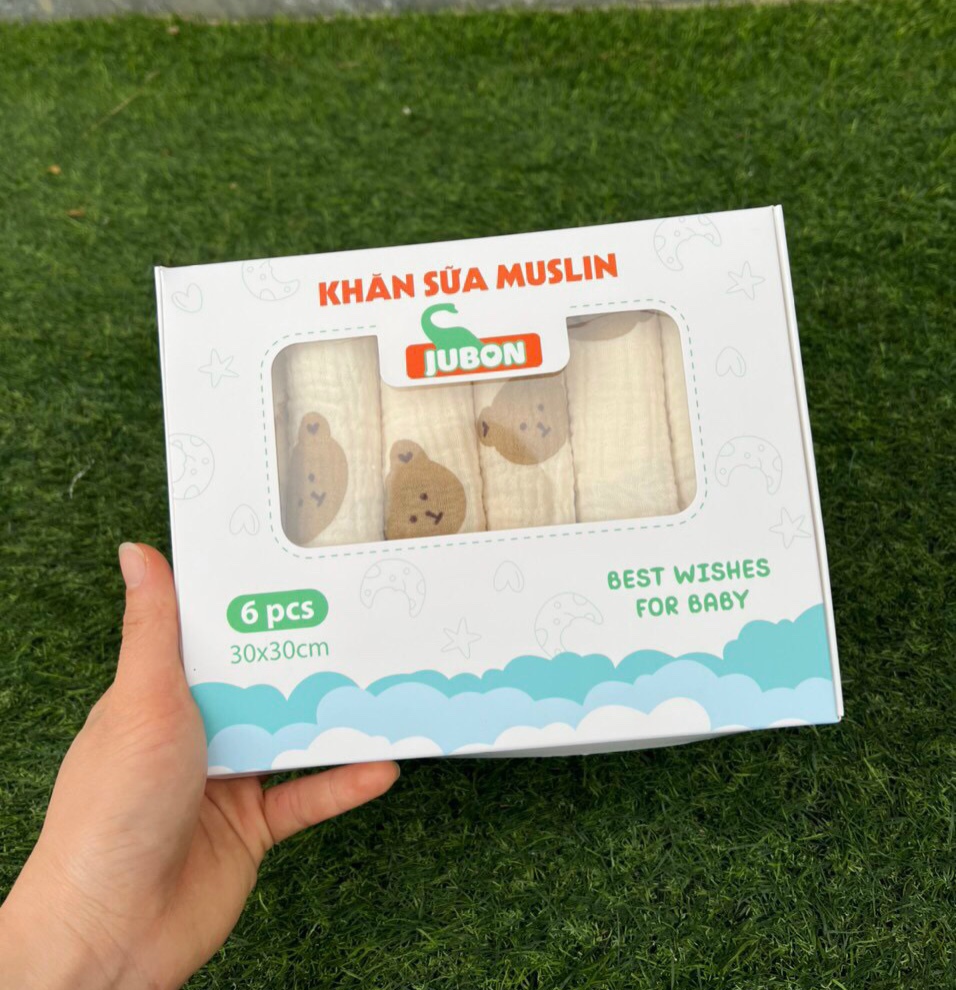 KHĂN SỮA MUSLIN
JUBON
6 pcs
30x30cm
BEST WISHES
FOR BABY